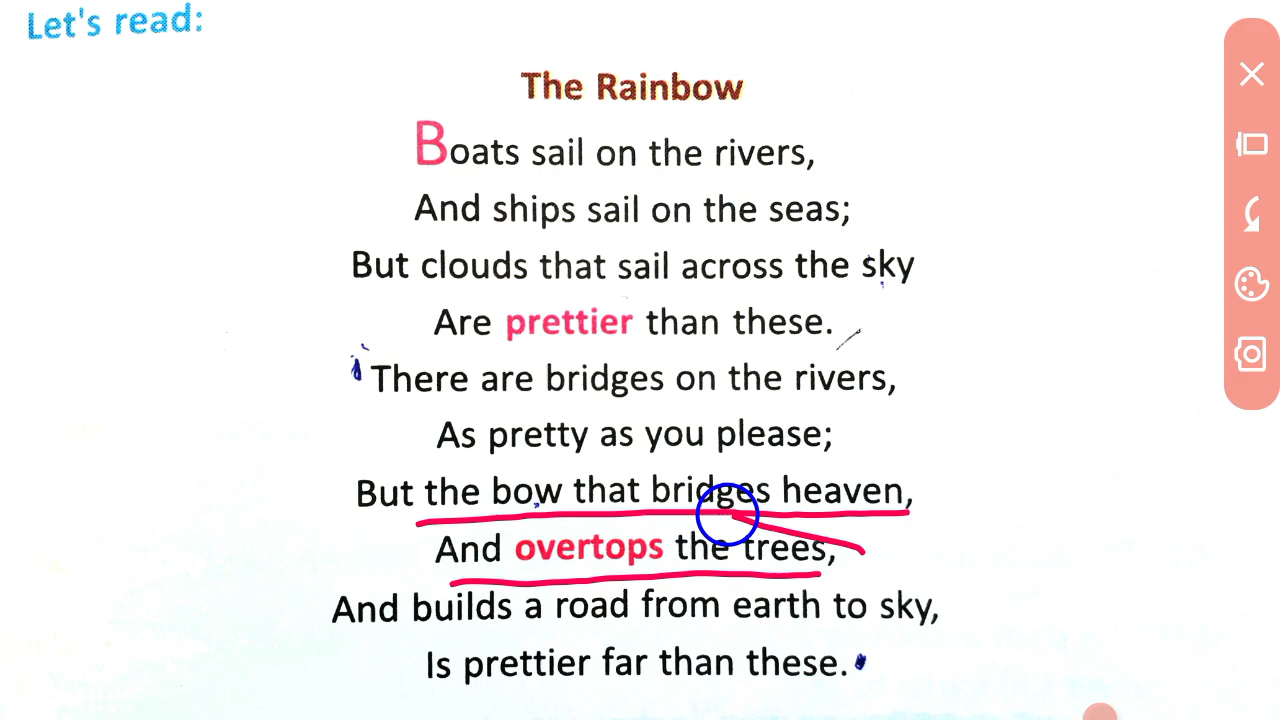 Let's read:
The Rainbow
Boats sail on the rivers,
And ships sail on the seas;
But clouds that sail across the sky
Are prettier than these.
There are bridges on the rivers,
As pretty as you please;
But the bow that bridges heaven,
And overtops the trees,
And builds a road from earth to sky,
Is prettier far than these.